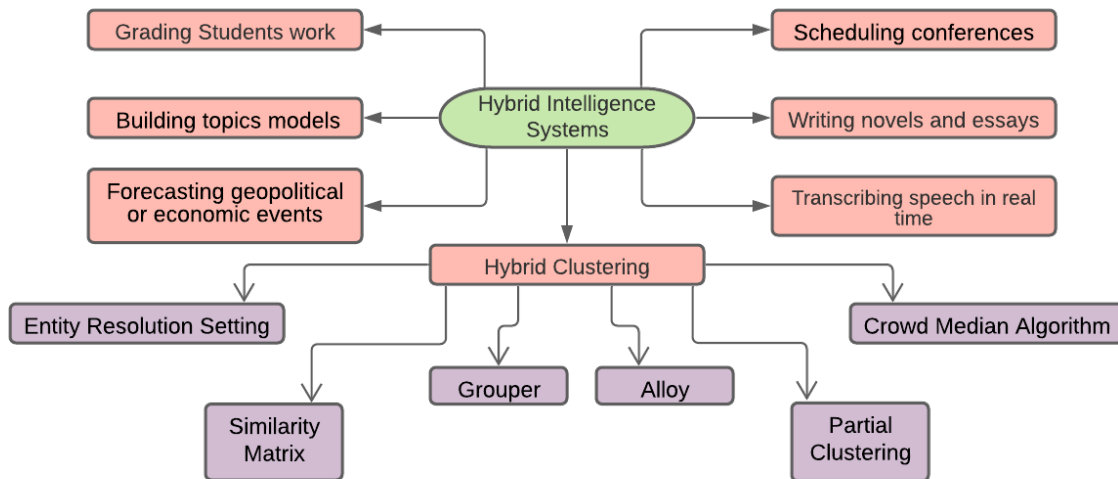 Grading Students work
Scheduling conferences
Hybrid Intelligence
Systems
Building topics models
Writing novels and essays
Forecasting geopolitical
or economic events
Transcribing speech in real
time
Hybrid Clustering
Entity Resolution Setting
Crowd Median Algorithm
Grouper
Alloy
Similarity
Matrix
Partial
Clustering